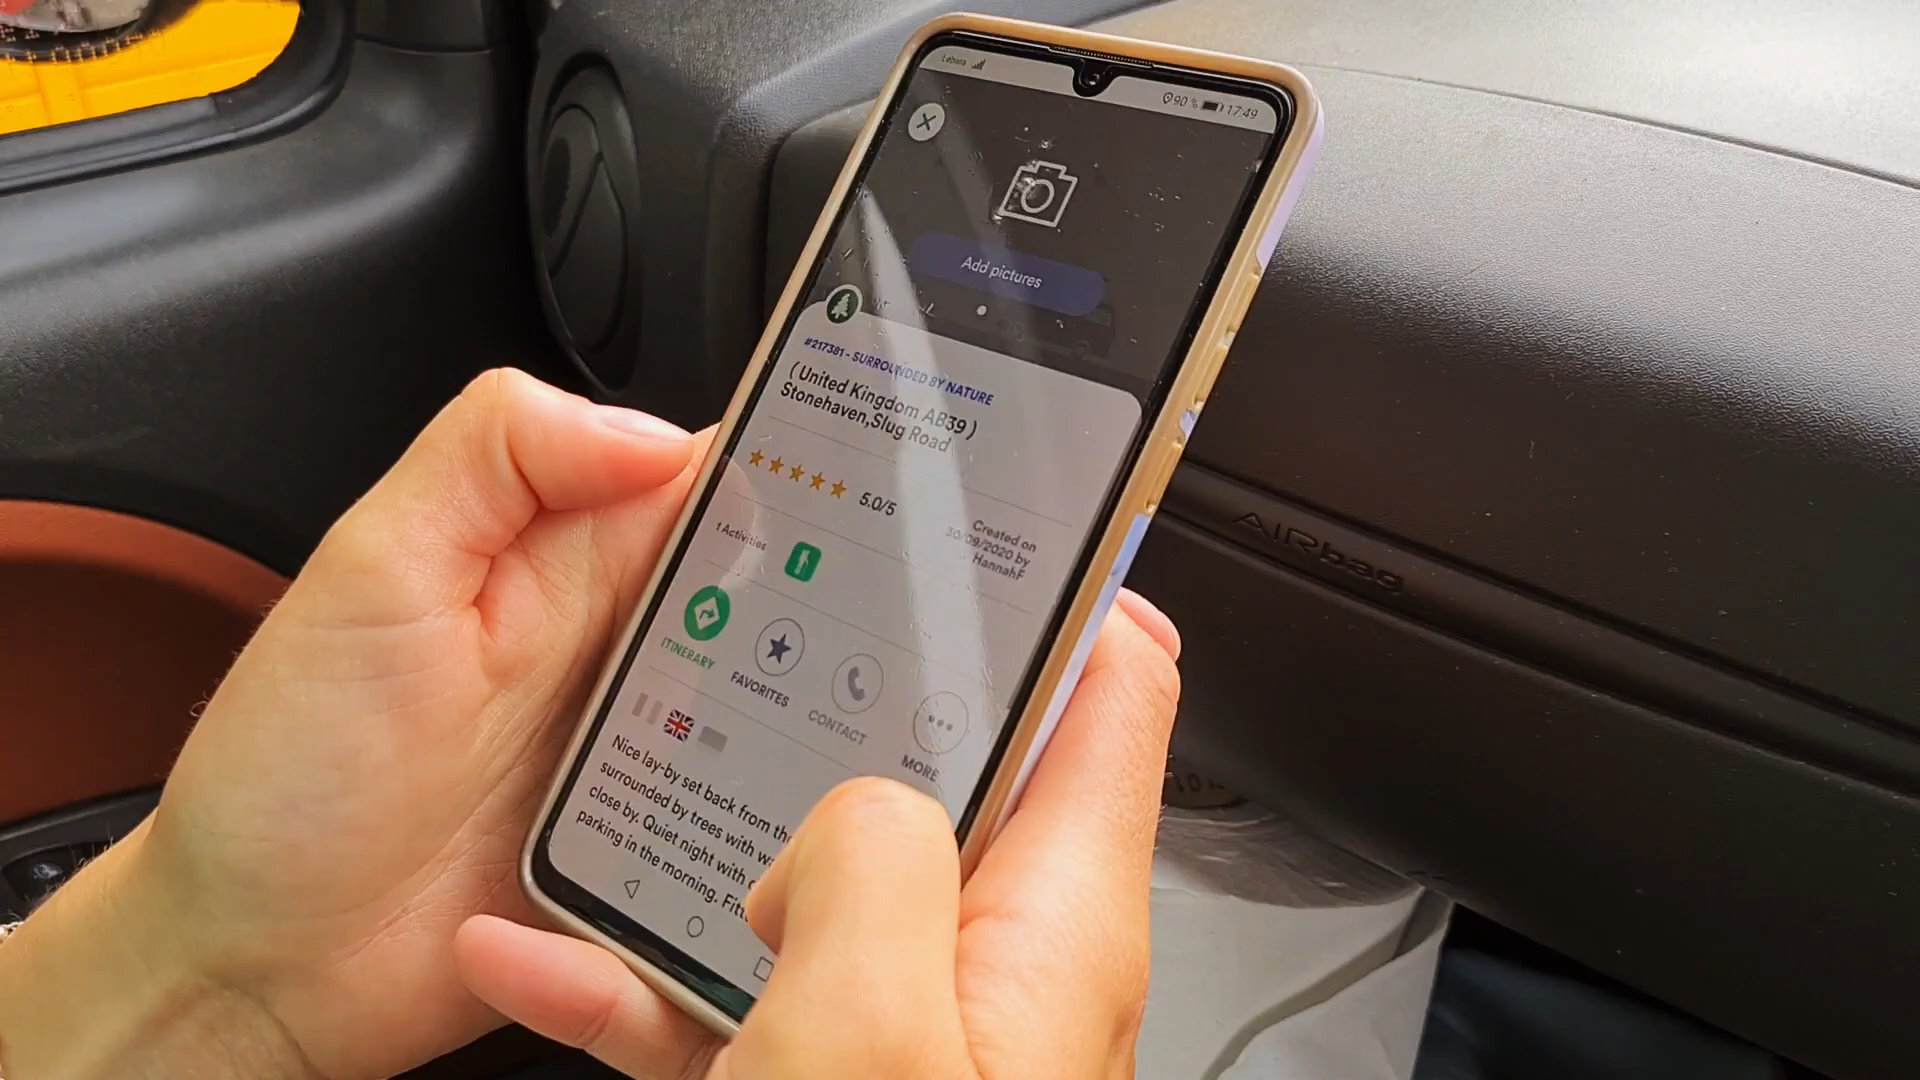 Lebara
90 % 17:49
Add pictures
#217381 - SURROUNDED BY NATURE
(United Kingdom AB39)
Stonehaven,Slug Road
5.0/5
Created on
30/09/2020 by
HannahF
1 Activities
ITINERARY
FAVORITES
CONTACT
MORE
Nice lay-by set back from the
surrounded by trees with
close by. Quiet night with
parking in the morning.
AIRbag